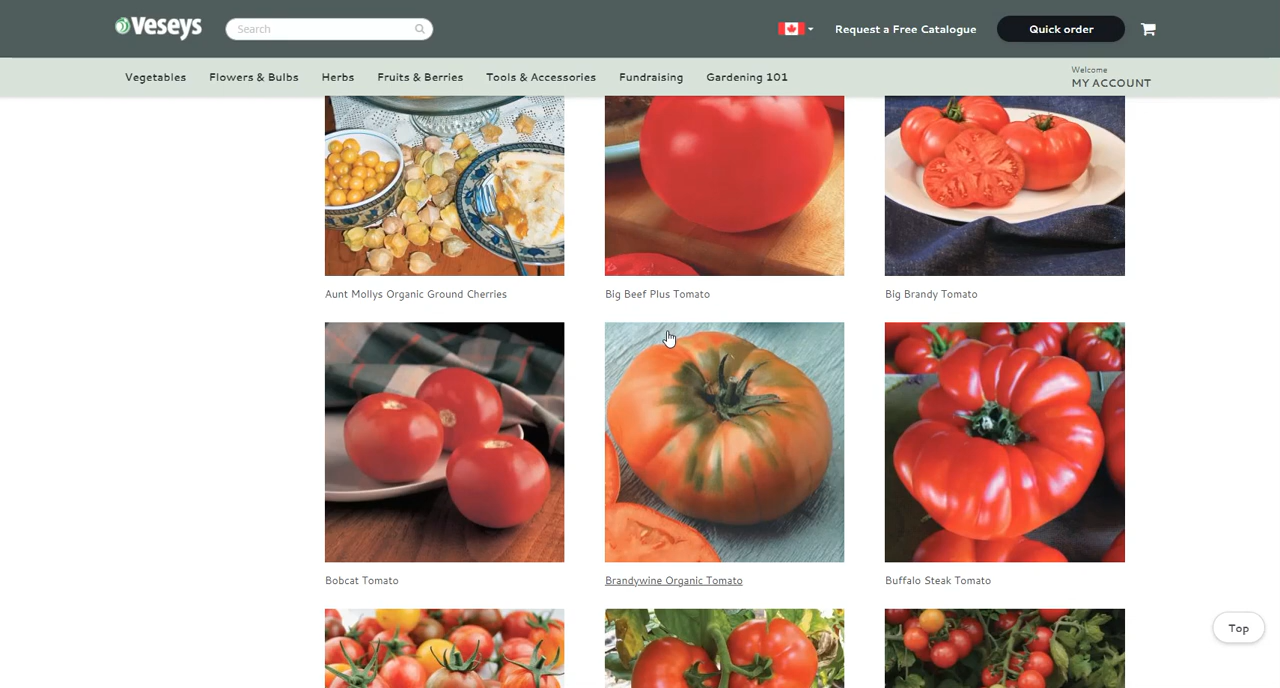 Veseys
Search
Request a Free Catalogue
Quick order
Vegetables
Flowers & Bulbs
Herbs
Fruits & Berries
Tools & Accessories
Fundraising
Gardening 101
Welcome
MY ACCOUNT
Aunt Mollys Organic Ground Cherries
Big Beef Plus Tomato
Big Brandy Tomato
Bobcat Tomato
Brandywine Organic Tomato
Buffalo Steak Tomato
Top